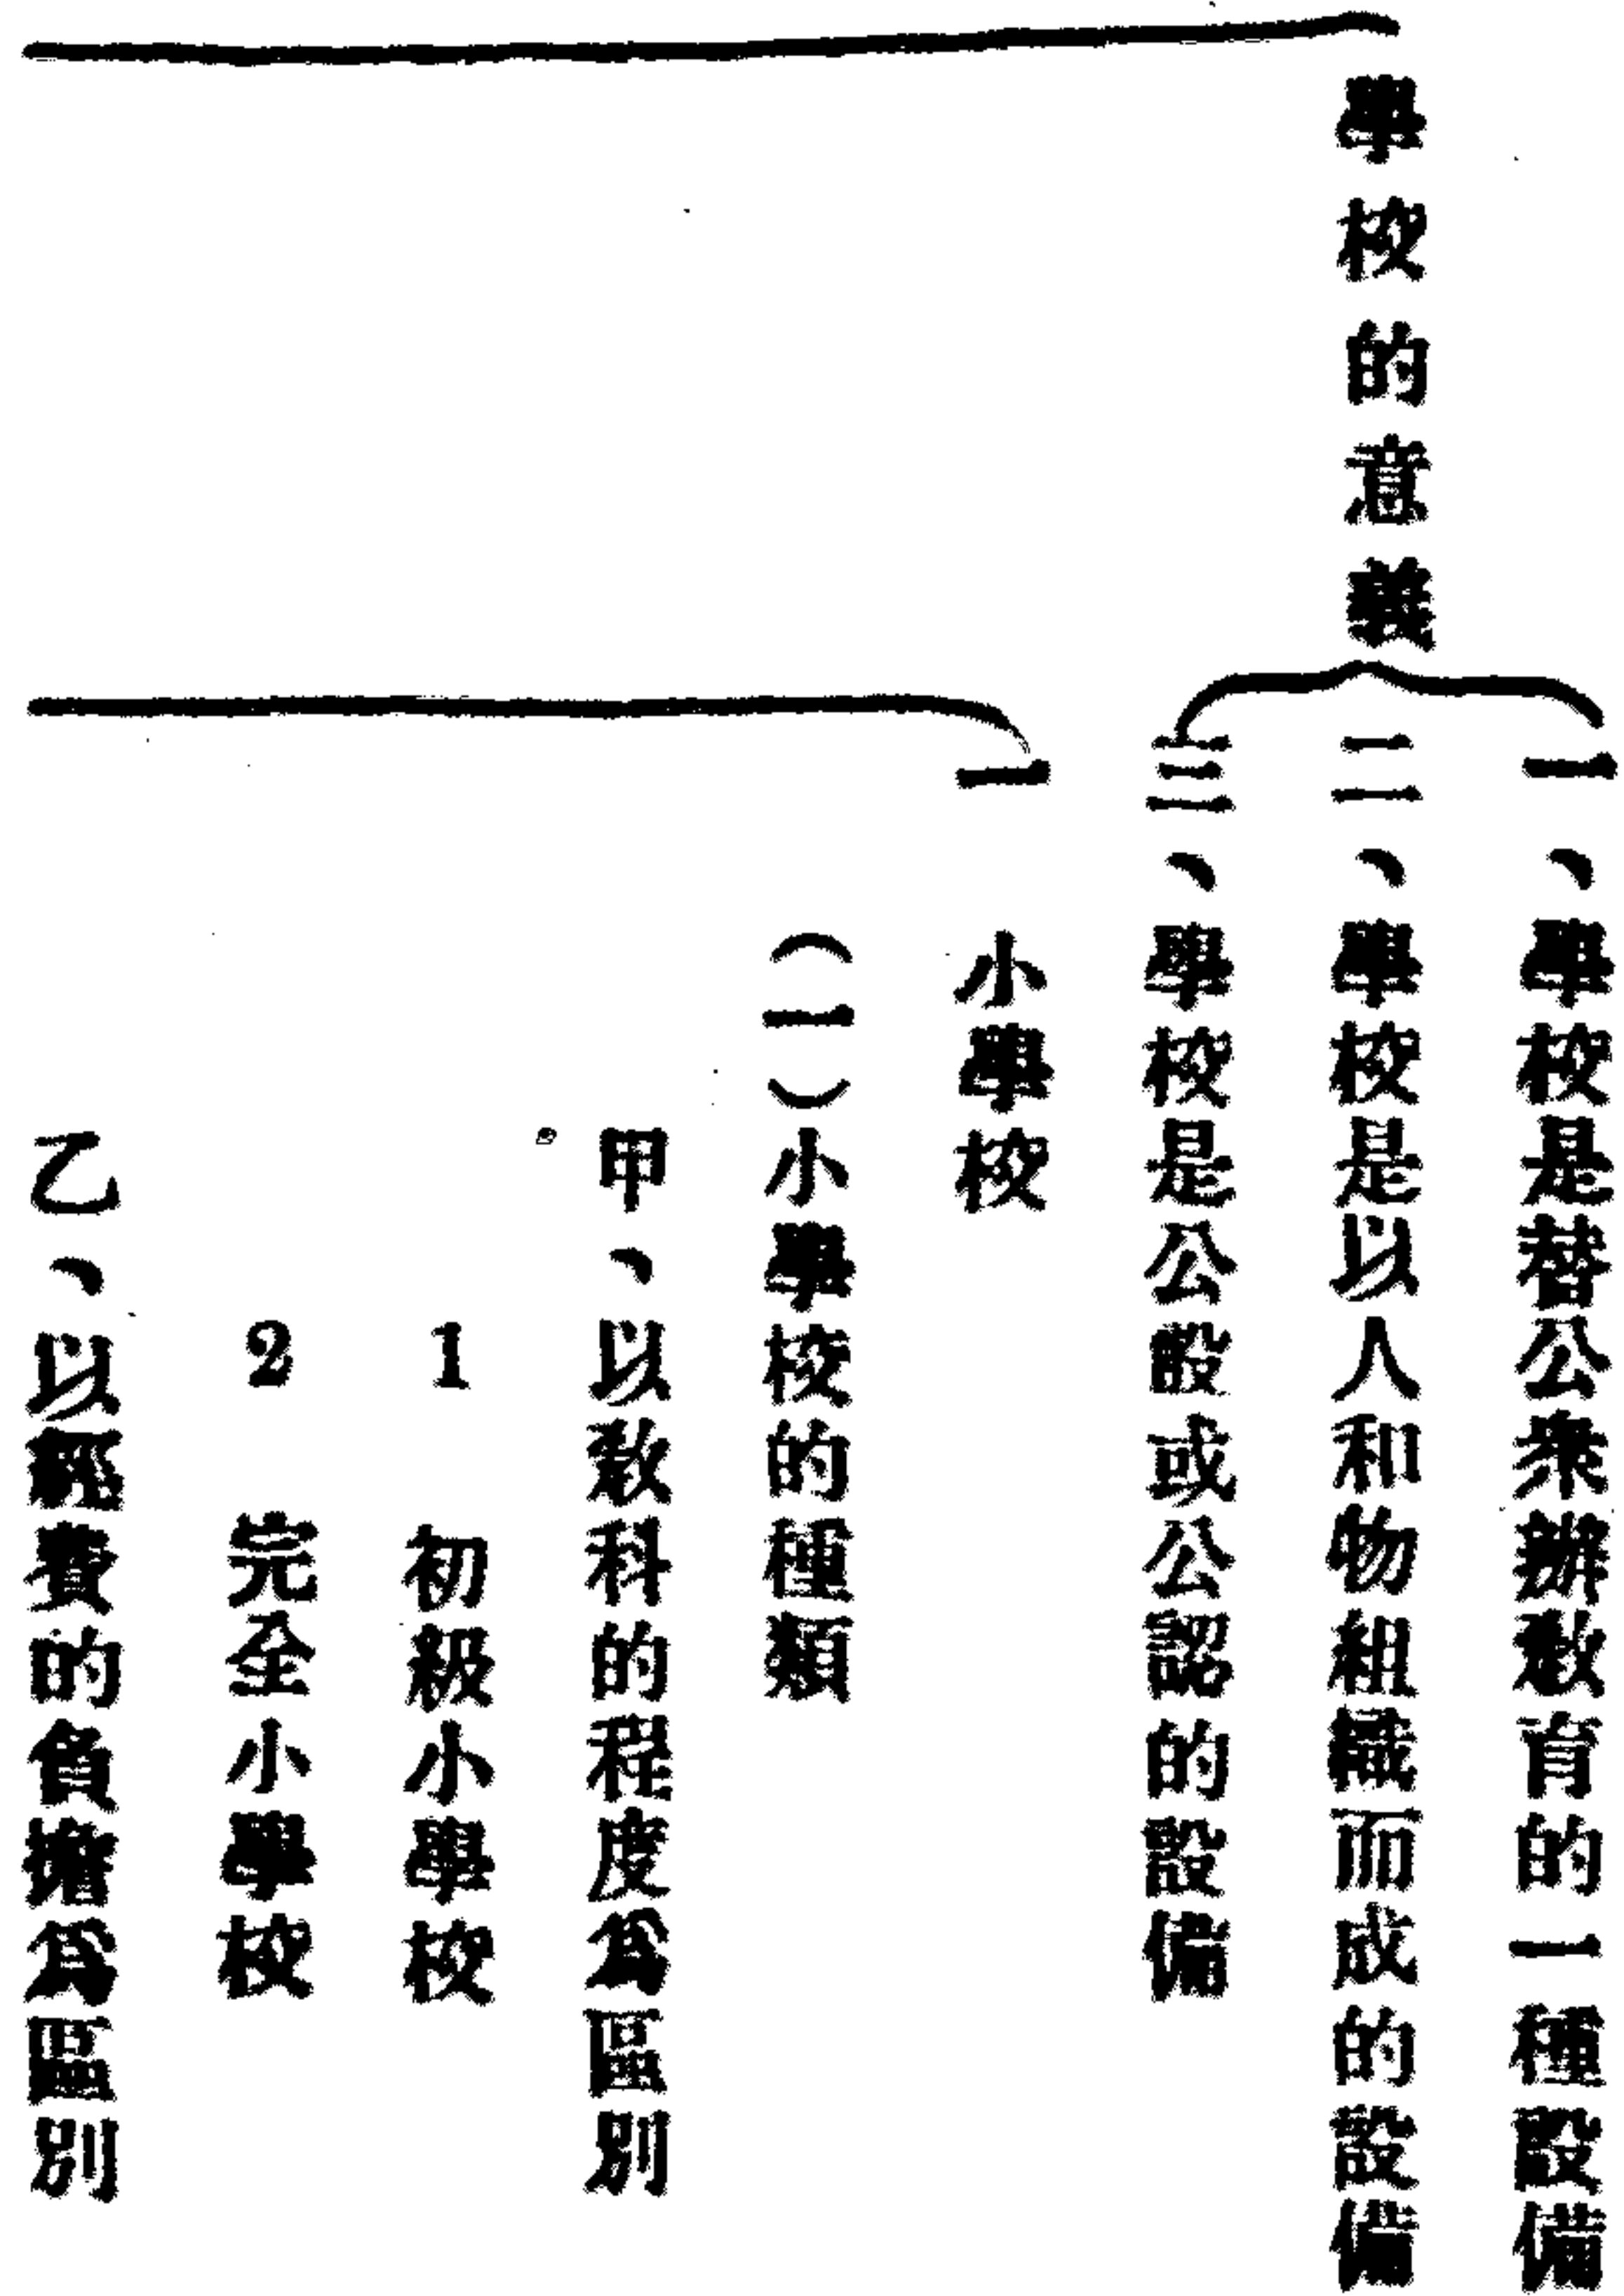 學校的意義
一、學校是替公衆辦敎育的一種設備
二、學校是以人和物組織而成的設備
三、學校是公設或公認的設備
一 小學校
（一）小學校的種類
甲、以敎科的程度爲區別
1 初級小學校
2 完全小學校
乙、以經費的負擔爲區別